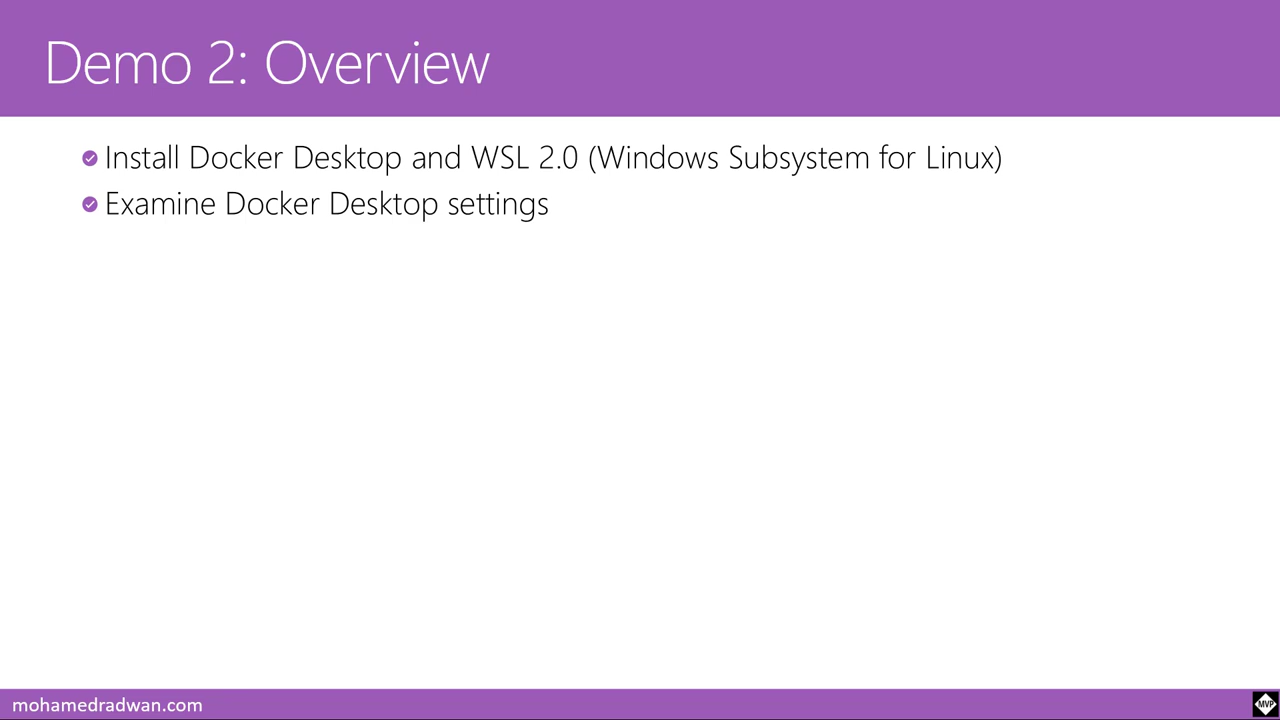 Demo 2: Overview
Install Docker Desktop and WSL 2.0 (Windows Subsystem for Linux)
Examine Docker Desktop settings
mohamedradwan.com
MVP